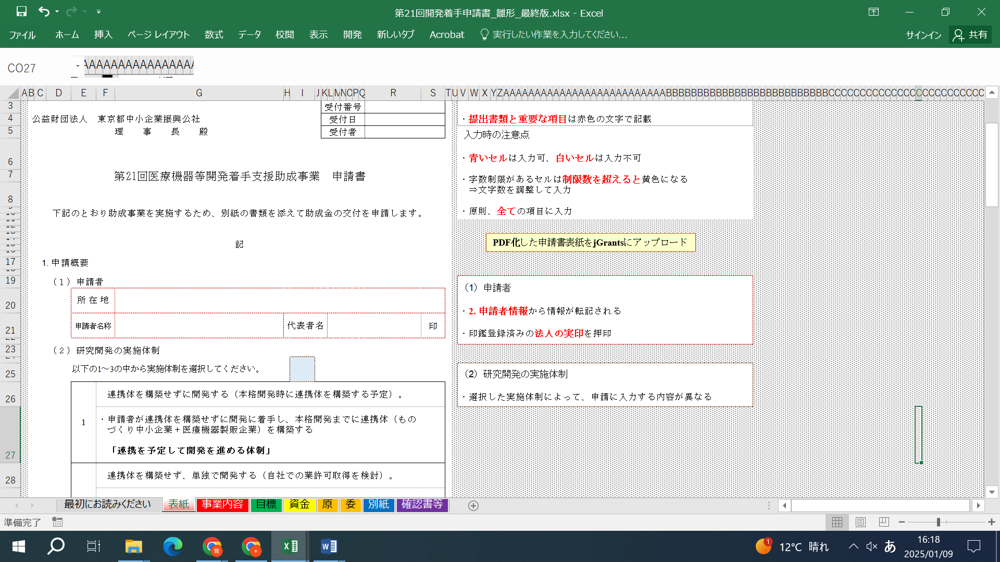 第21回開発着手申請書_雛形_最終版.xlsx - Excel
ファイル ホーム 挿入 ページ レイアウト 数式 データ 校閲 表示 開発 新しいタブ Acrobat 実行したい作業を入力してください... サインイン 共有
CO27
A B C D E F G H I J K L M N O P Q R S T U V W X Y Z
3 受付番号
4 公益財団法人 東京都中小企業振興公社 受付日 ・提出書類と重要な項目は赤色の文字で記載
5 理 事 長 殿 受付者 入力時の注意点
・青いセルは入力可、白いセルは入力不可
6
7 第21回医療機器等開発着手支援助成事業 申請書
・字数制限があるセルは制限数を超えると黄色になる
⇒文字数を調整して入力
8
下記のとおり助成事業を実施するため、別紙の書類を添えて助成金の交付を申請します。
・原則、全ての項目に入力
記
PDF化した申請書表紙をjGrantsにアップロード
17 1. 申請概要
19 （１）申請者
（1）申請者
20 所 在 地
・2. 申請者情報から情報が転記される
21 申請者名称 代表者名 印
・印鑑登録済みの法人の実印を押印
23 （２）研究開発の実施体制
25 以下の1～3の中から実施体制を選択してください。
（2）研究開発の実施体制
26 連携体を構築せずに開発する（本格開発時に連携体を構築する予定）。
・選択した実施体制によって、申請に入力する内容が異なる
1
・申請者が連携体を構築せずに開発に着手し、本格開発までに連携体（もの
づくり中小企業＋医療機器製販企業）を構築する
27 「連携を予定して開発を進める体制」
28 連携体を構築せず、単独で開発する（自社での業許可取得を検討）。
最初にお読みください 表紙 事業内容 目標 資金 原 委 別紙 確認書等
準備完了
1 12℃ 晴れ あ 16:18
2025/01/09